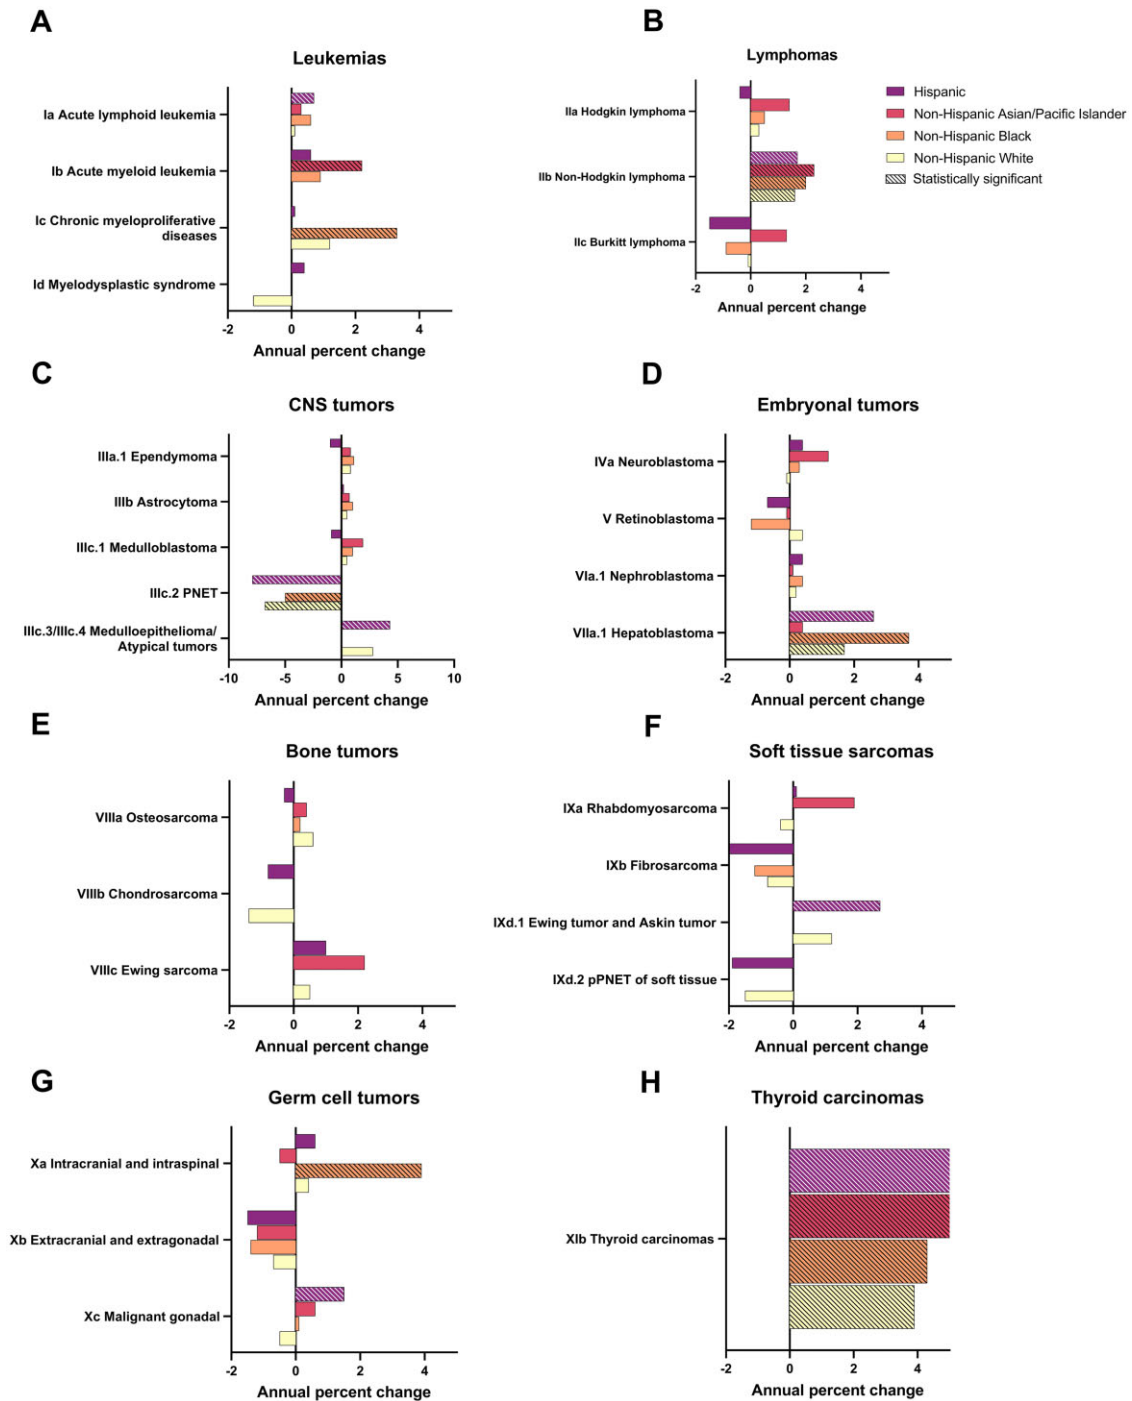 A
Leukemias
Ia Acute lymphoid leukemia
Ib Acute myeloid leukemia
Ic Chronic myeloproliferative
diseases
Id Myelodysplastic syndrome
-2 0 2 4
Annual percent change
B
Lymphomas
IIa Hodgkin lymphoma
IIb Non-Hodgkin lymphoma
IIc Burkitt lymphoma
-2 0 2 4
Annual percent change
Hispanic
Non-Hispanic Asian/Pacific Islander
Non-Hispanic Black
Non-Hispanic White
Statistically significant
C
CNS tumors
IIIa.1 Ependymoma
IIIb Astrocytoma
IIIc.1 Medulloblastoma
IIIc.2 PNET
IIIc.3/IIIc.4 Medulloepithelioma/
Atypical tumors
-10 -5 0 5 10
Annual percent change
D
Embryonal tumors
IVa Neuroblastoma
V Retinoblastoma
VIa.1 Nephroblastoma
VIIa.1 Hepatoblastoma
-2 0 2 4
Annual percent change
E
Bone tumors
VIIIa Osteosarcoma
VIIIb Chondrosarcoma
VIIIc Ewing sarcoma
-2 0 2 4
Annual percent change
F
Soft tissue sarcomas
IXa Rhabdomyosarcoma
IXb Fibrosarcoma
IXd.1 Ewing tumor and Askin tumor
IXd.2 pPNET of soft tissue
-2 0 2 4
Annual percent change
G
Germ cell tumors
Xa Intracranial and intraspinal
Xb Extracranial and extragonadal
Xc Malignant gonadal
-2 0 2 4
Annual percent change
H
Thyroid carcinomas
XIb Thyroid carcinomas
-2 0 2 4
Annual percent change